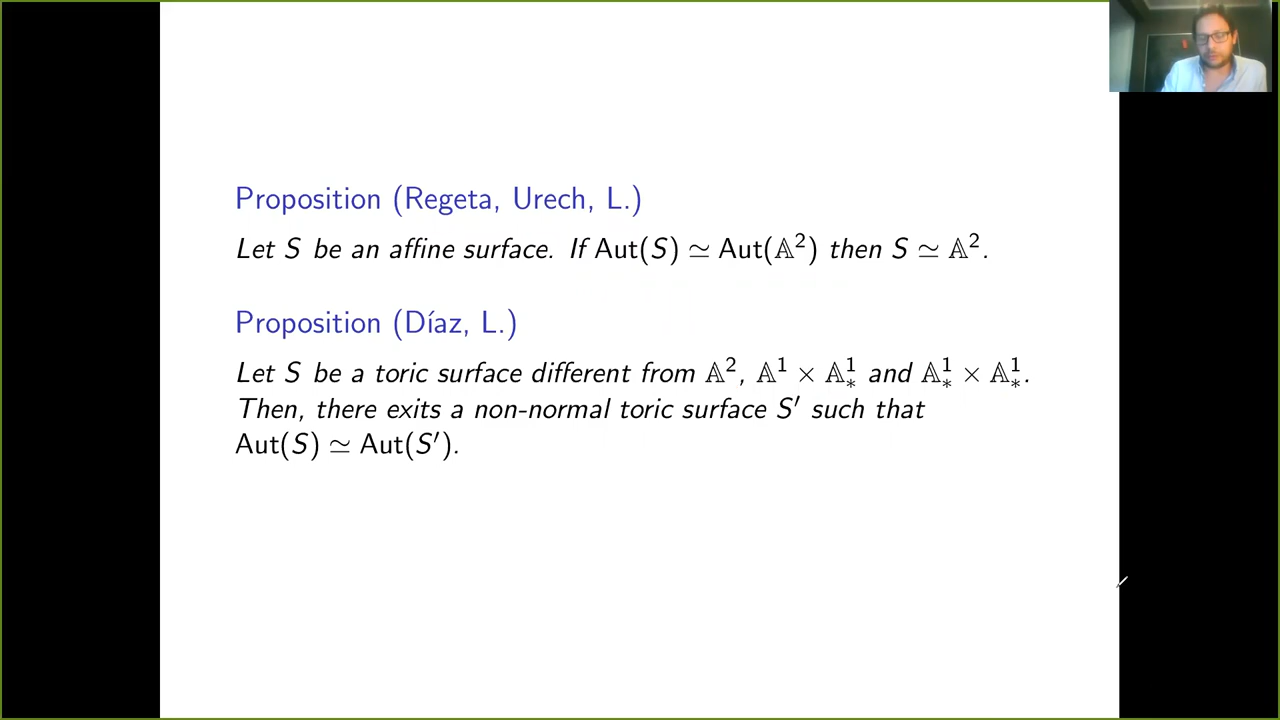 Proposition (Regeta, Urech, L.)
Let S be an affine surface. If Aut(S) ≃ Aut(𝔸²) then S ≃ 𝔸².
Proposition (Díaz, L.)
Let S be a toric surface different from 𝔸², 𝔸¹ × 𝔸¹₎ and 𝔸¹₎ × 𝔸¹₎.
Then, there exits a non-normal toric surface S′ such that
Aut(S) ≃ Aut(S′).